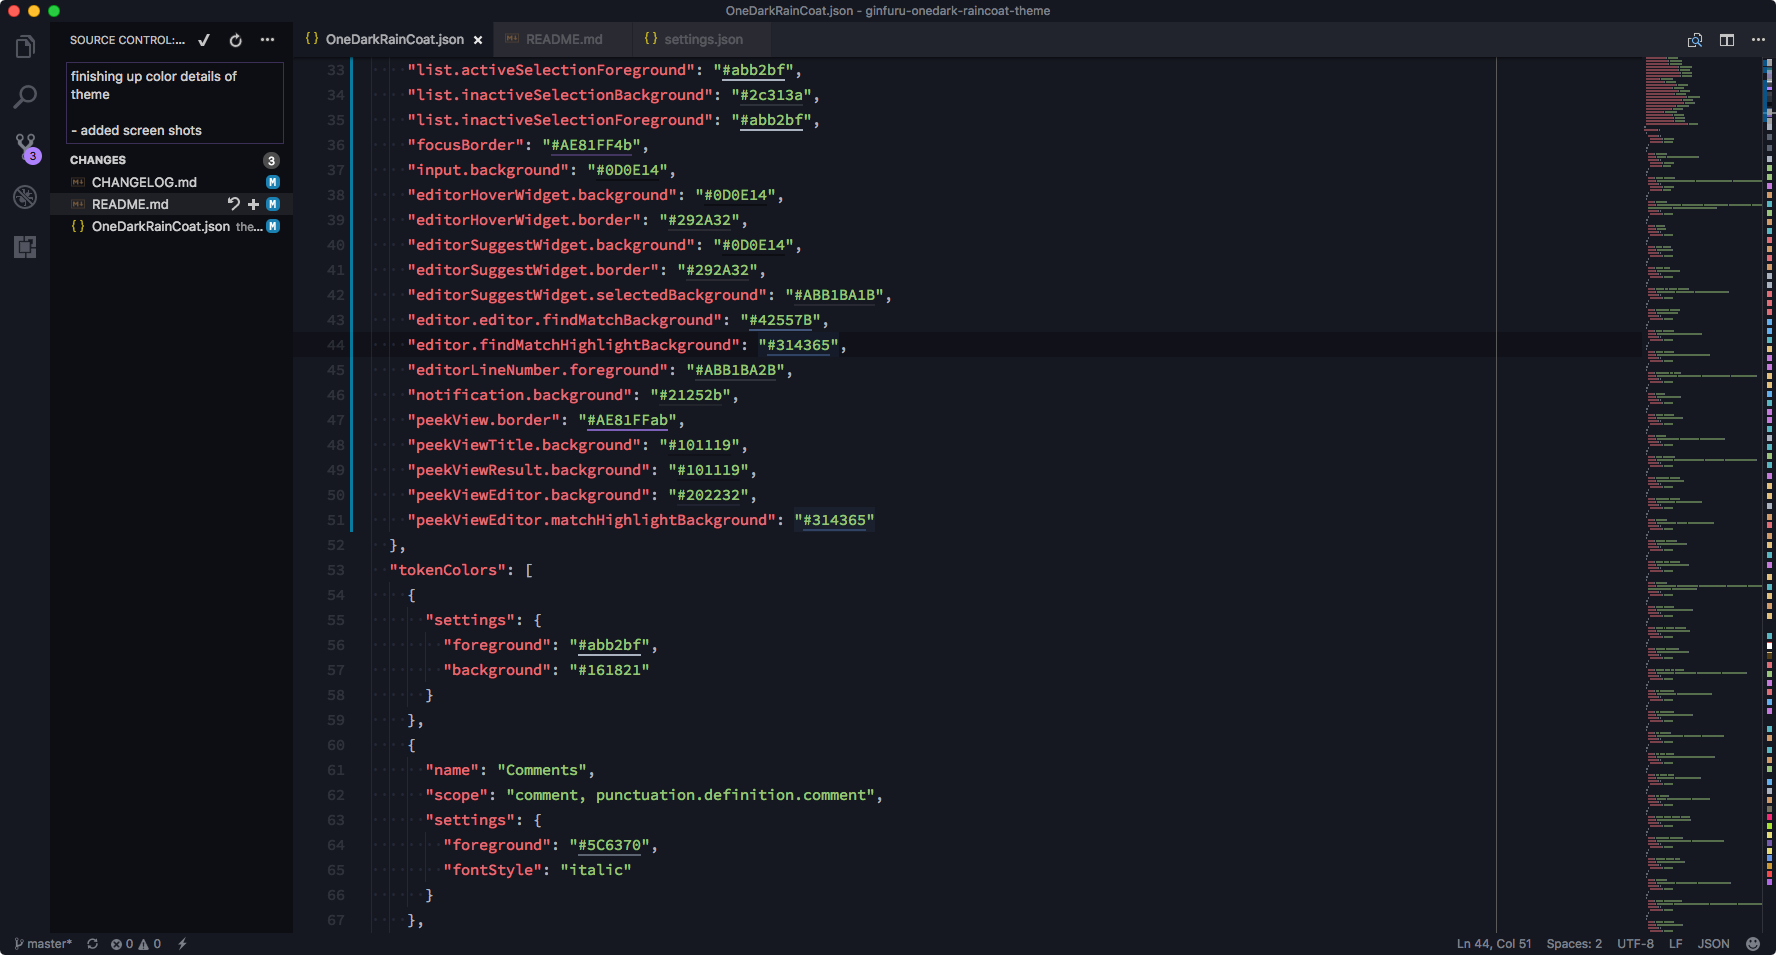 OneDarkRainCoat.json - ginfuru-onedark-raincoat-theme
SOURCE CONTROL:...
finishing up color details of
theme
- added screen shots
CHANGES 3
CHANGELOG.md M
README.md M
{ } OneDarkRainCoat.json the... M
3
{ } OneDarkRainCoat.json × README.md { } settings.json
33 "list.activeSelectionForeground": "#abb2bf",
34 "list.inactiveSelectionBackground": "#2c313a",
35 "list.inactiveSelectionForeground": "#abb2bf",
36 "focusBorder": "#AE81FF4b",
37 "input.background": "#0D0E14",
38 "editorHoverWidget.background": "#0D0E14",
39 "editorHoverWidget.border": "#292A32",
40 "editorSuggestWidget.background": "#0D0E14",
41 "editorSuggestWidget.border": "#292A32",
42 "editorSuggestWidget.selectedBackground": "#ABB1BA1B",
43 "editor.editor.findMatchBackground": "#42557B",
44 "editor.findMatchHighlightBackground": "#314365",
45 "editorLineNumber.foreground": "#ABB1BA2B",
46 "notification.background": "#21252b",
47 "peekView.border": "#AE81FFab",
48 "peekViewTitle.background": "#101119",
49 "peekViewResult.background": "#101119",
50 "peekViewEditor.background": "#202232",
51 "peekViewEditor.matchHighlightBackground": "#314365"
52 },
53 "tokenColors": [
54 {
55 "settings": {
56 "foreground": "#abb2bf",
57 "background": "#161821"
58 }
59 },
60 {
61 "name": "Comments",
62 "scope": "comment, punctuation.definition.comment",
63 "settings": {
64 "foreground": "#5C6370",
65 "fontStyle": "italic"
66 }
67 },
master* 0 0 Ln 44, Col 51 Spaces: 2 UTF-8 LF JSON